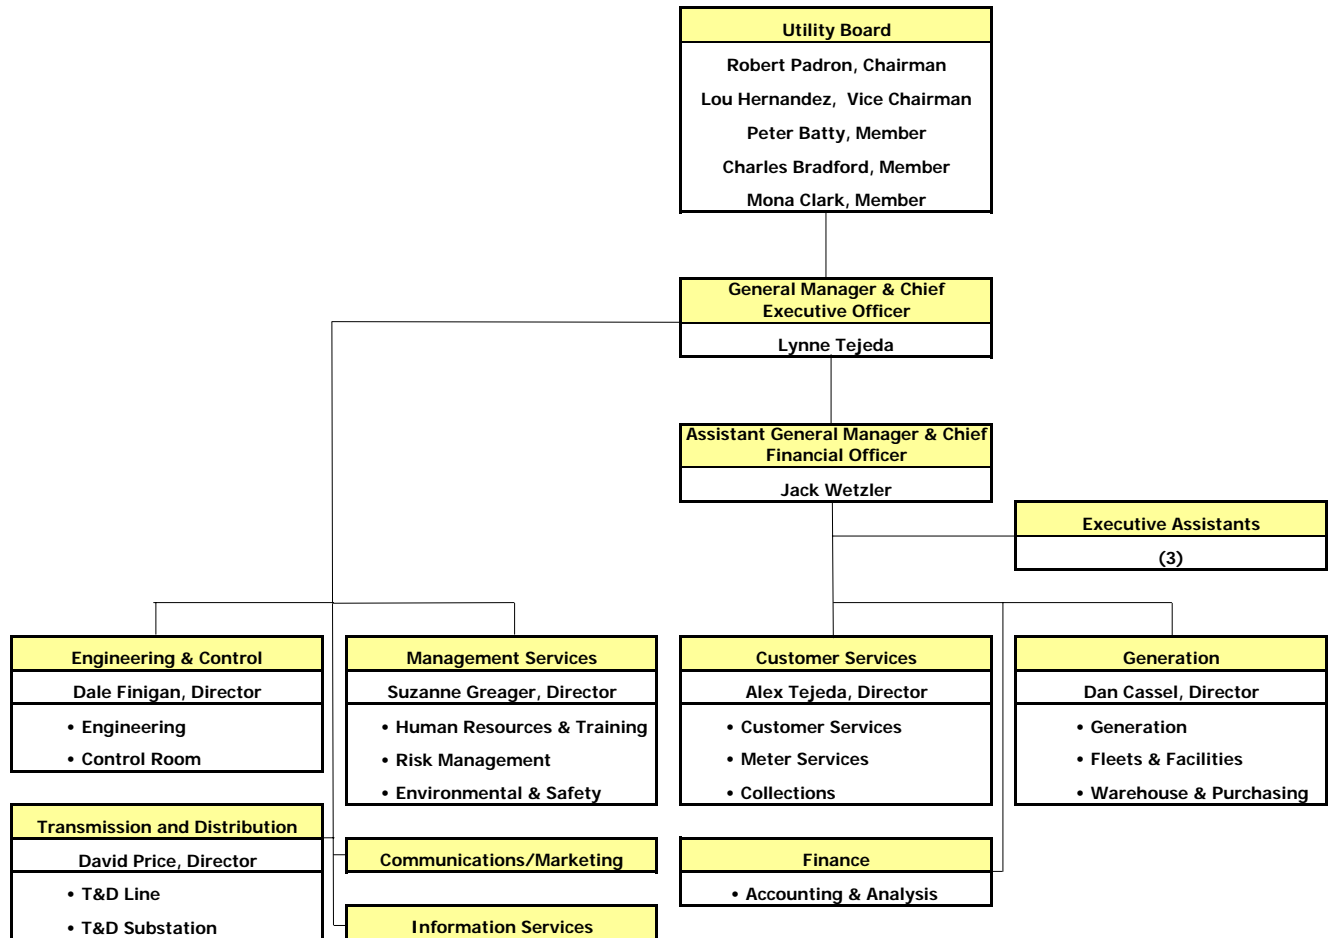 Utility Board
Robert Padron, Chairman
Lou Hernandez,  Vice Chairman
Peter Batty, Member
Charles Bradford, Member
Mona Clark, Member
General Manager & Chief
Executive Officer
Lynne Tejeda
Assistant General Manager & Chief
Financial Officer
Jack Wetzler
Executive Assistants
(3)
Engineering & Control
Dale Finigan, Director
• Engineering
• Control Room
Management Services
Suzanne Greager, Director
• Human Resources & Training
• Risk Management
• Environmental & Safety
Customer Services
Alex Tejeda, Director
• Customer Services
• Meter Services
• Collections
Generation
Dan Cassel, Director
• Generation
• Fleets & Facilities
• Warehouse & Purchasing
Transmission and Distribution
David Price, Director
• T&D Line
• T&D Substation
Communications/Marketing
Information Services
Finance
• Accounting & Analysis